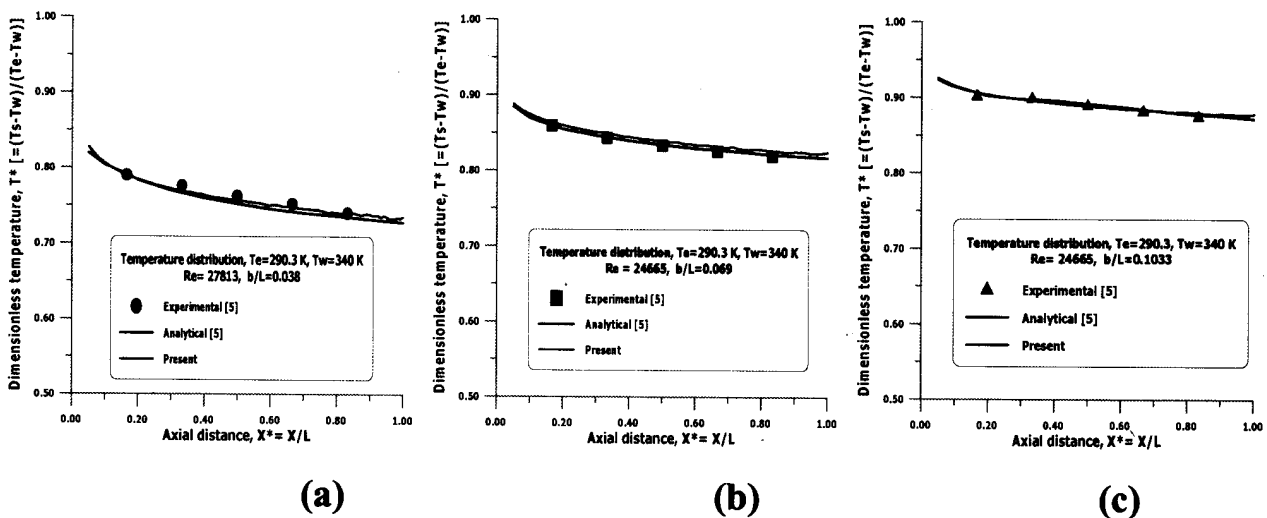 Dimensionless temperature, T* [=(Ts-Tw)/(Te-Tw)]
1.00
0.90
0.80
0.70
0.60
0.50
Temperature distribution, Te=290.3 K, Tw=340 K
Re= 27813, b/L=0.038
Experimental [5]
Analytical [5]
Present
0.00 0.20 0.40 0.60 0.80 1.00
Axial distance, X*= X/L
(a)
Dimensionless temperature, T* [=(Ts-Tw)/(Te-Tw)]
1.00
0.90
0.80
0.70
0.60
0.50
Temperature distribution, Te=290.3 K, Tw=340 K
Re = 24665, b/L=0.069
Experimental [5]
Analytical [5]
Present
0.00 0.20 0.40 0.60 0.80 1.00
Axial distance, X*= X/L
(b)
Dimensionless temperature, T* [=(Ts-Tw)/(Te-Tw)]
1.00
0.90
0.80
0.70
0.60
0.50
Temperature distribution, Te=290.3, Tw=340 K
Re = 24665, b/L=0.1033
Experimental [5]
Analytical [5]
Present
0.00 0.20 0.40 0.60 0.80 1.00
Axial distance, X*= X/L
(c)